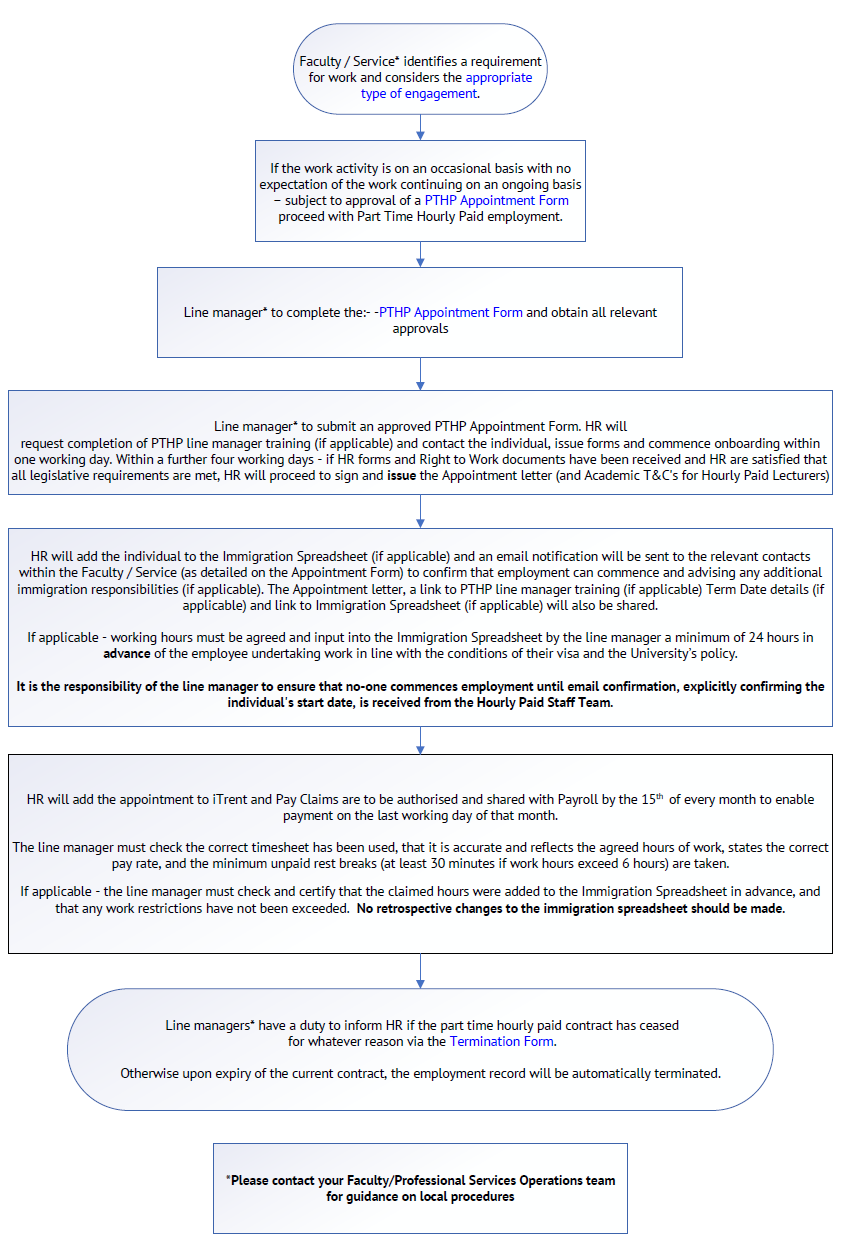 Faculty / Service* identifies a requirement
for work and considers the appropriate
type of engagement.
If the work activity is on an occasional basis with no
expectation of the work continuing on an ongoing basis
– subject to approval of a PTHP Appointment Form
proceed with Part Time Hourly Paid employment.
Line manager* to complete the:- -PTHP Appointment Form and obtain all relevant
approvals
Line manager* to submit an approved PTHP Appointment Form. HR will
request completion of PTHP line manager training (if applicable) and contact the individual, issue forms and commence onboarding within
one working day. Within a further four working days - if HR forms and Right to Work documents have been received and HR are satisfied that
all legislative requirements are met, HR will proceed to sign and issue the Appointment letter (and Academic T&C's for Hourly Paid Lecturers)
HR will add the individual to the Immigration Spreadsheet (if applicable) and an email notification will be sent to the relevant contacts
within the Faculty / Service (as detailed on the Appointment Form) to confirm that employment can commence and advising any additional
immigration responsibilities (if applicable). The Appointment letter, a link to PTHP line manager training (if applicable) Term Date details (if
applicable) and link to Immigration Spreadsheet (if applicable) will also be shared.
If applicable - working hours must be agreed and input into the Immigration Spreadsheet by the line manager a minimum of 24 hours in
advance of the employee undertaking work in line with the conditions of their visa and the University's policy.
It is the responsibility of the line manager to ensure that no-one commences employment until email confirmation, explicitly confirming the
individual's start date, is received from the Hourly Paid Staff Team.
HR will add the appointment to iTrent and Pay Claims are to be authorised and shared with Payroll by the 15th of every month to enable
payment on the last working day of that month.
The line manager must check the correct timesheet has been used, that it is accurate and reflects the agreed hours of work, states the correct
pay rate, and the minimum unpaid rest breaks (at least 30 minutes if work hours exceed 6 hours) are taken.
If applicable - the line manager must check and certify that the claimed hours were added to the Immigration Spreadsheet in advance, and
that any work restrictions have not been exceeded. No retrospective changes to the immigration spreadsheet should be made.
Line managers* have a duty to inform HR if the part time hourly paid contract has ceased
for whatever reason via the Termination Form.
Otherwise upon expiry of the current contract, the employment record will be automatically terminated.
*Please contact your Faculty/Professional Services Operations team
for guidance on local procedures